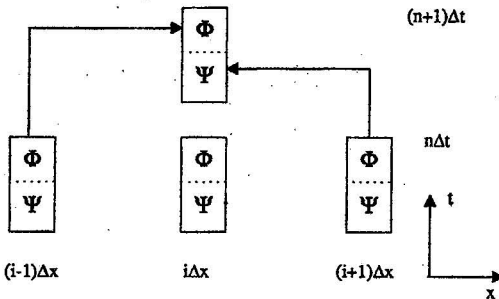 (n+1)Δt
Φ
Ψ
nΔt
Φ Φ Φ
Ψ Ψ Ψ
t
(i-1)Δx iΔx (i+1)Δx
x